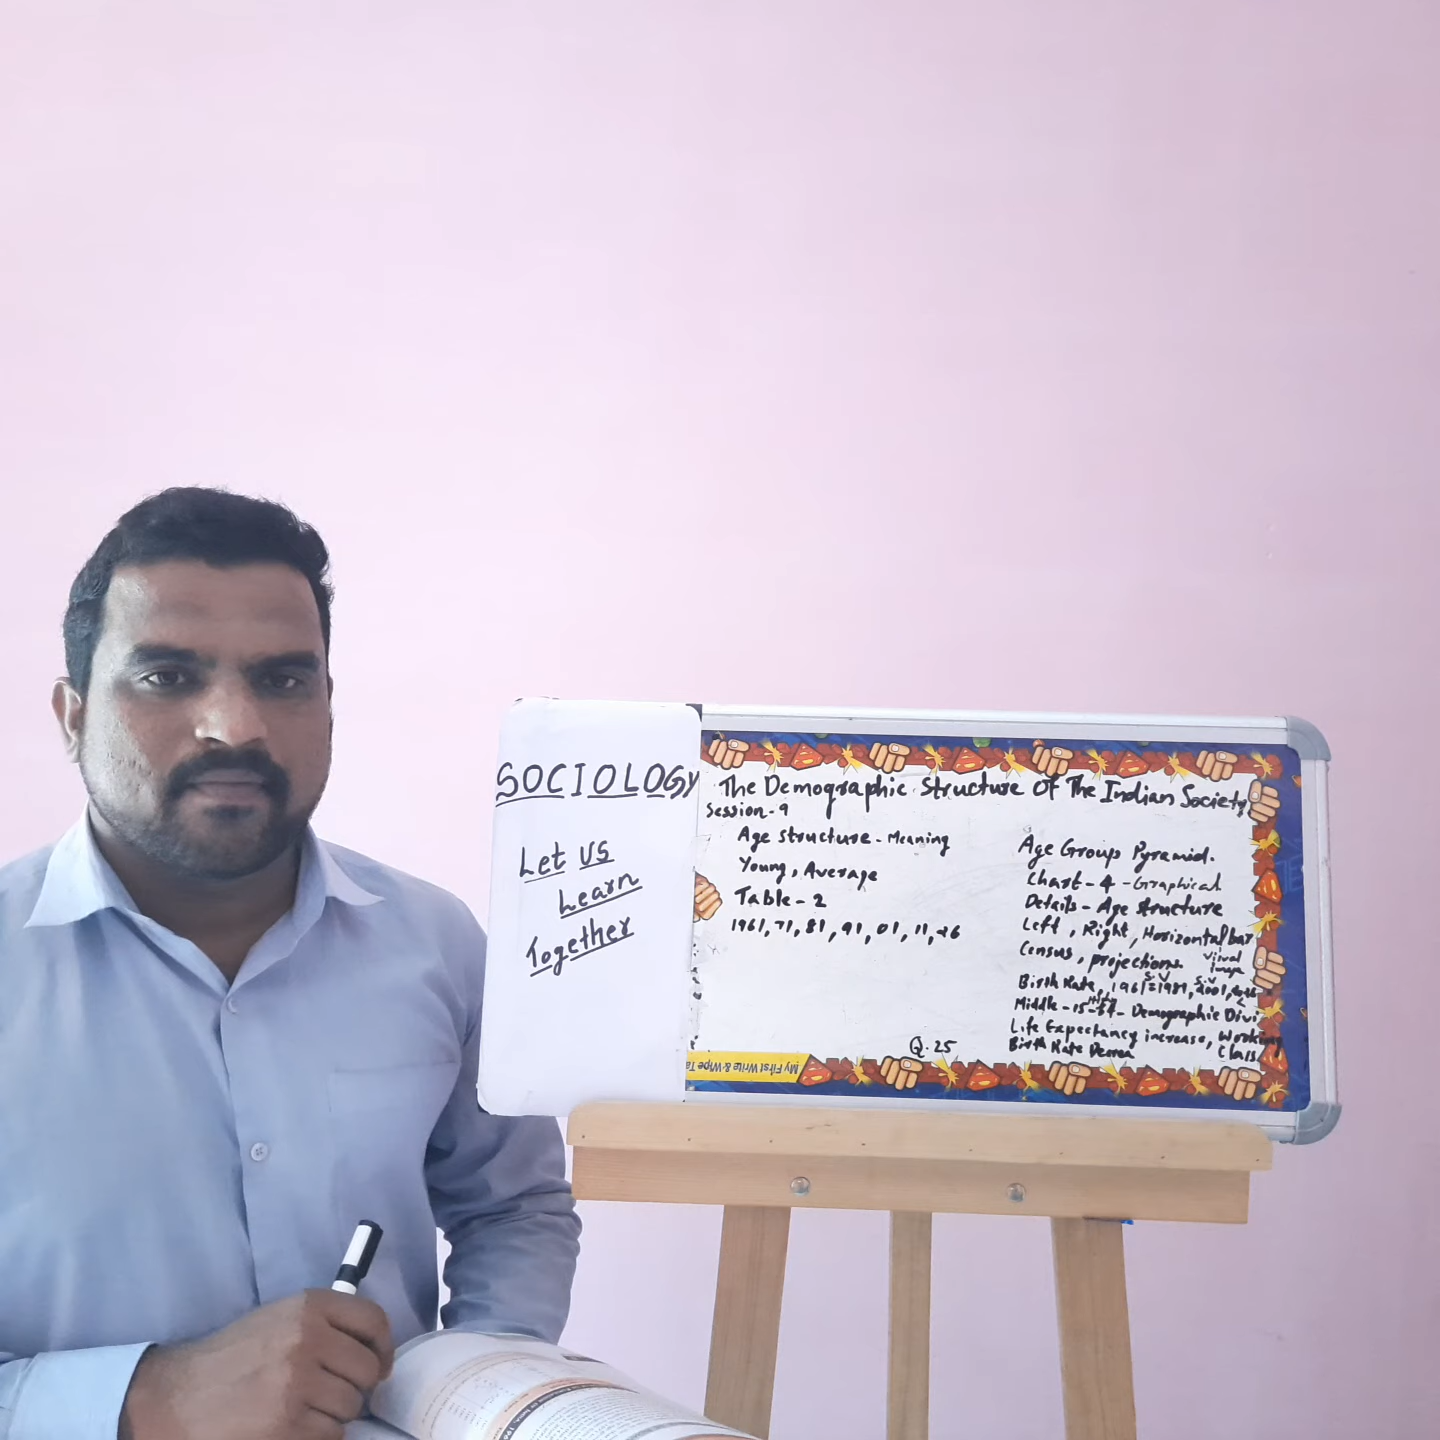 SOCIOLOGY
Let us
Learn
Together
The Demographic Structure of The Indian Society
Session-9
Age structure - Meaning
Young, Average
Table - 2
1961, 71, 81, 91, 01, 11, 26
Q. 25
Age Groups Pyramid.
Chart - 4 - Graphical
Details - Age structure
Left, Right, Horizontal bar
Census, projections.
Birth Rate, 1961-1981, 2001,
Middle - 15- - Demographic Divi
Life Expectancy increase, Working
Class
Birth Rate
My First Write & Wipe